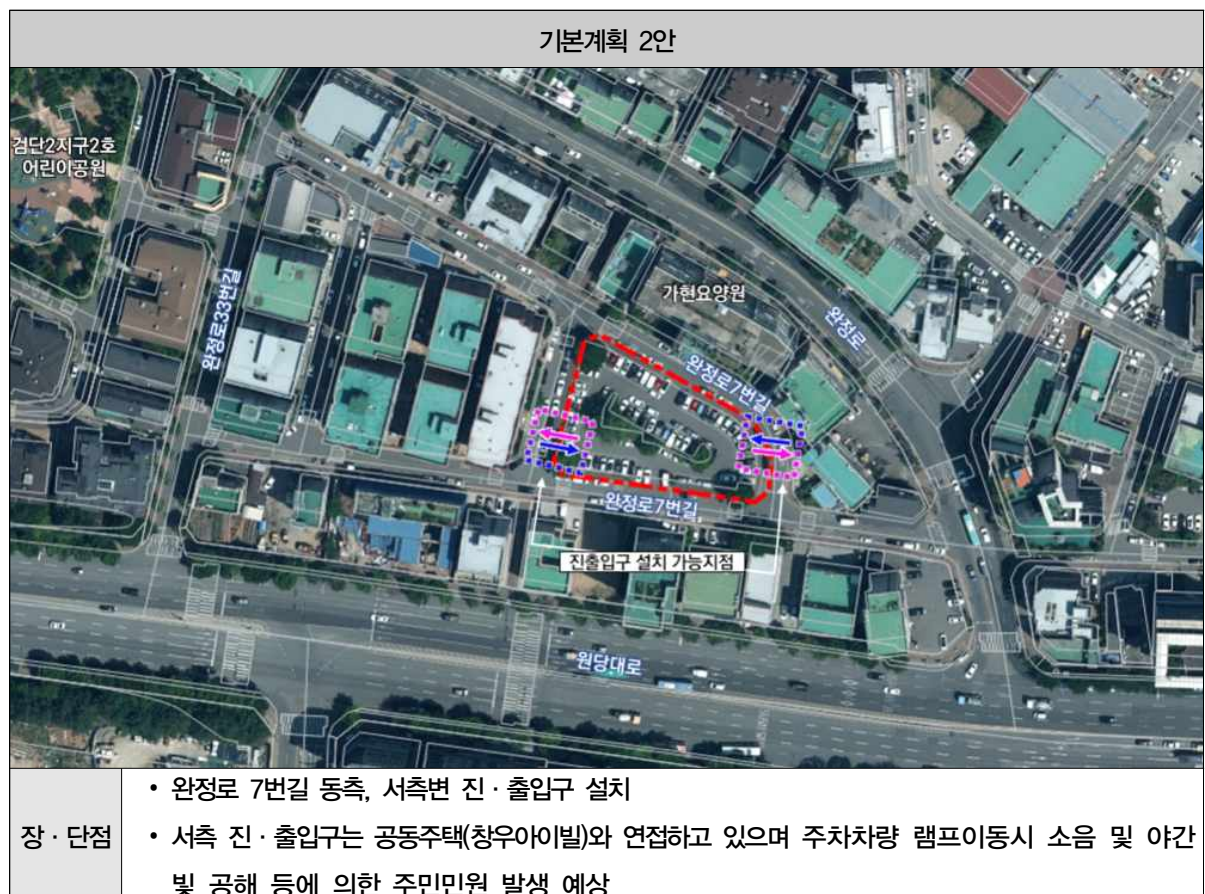 기본계획 2안
검단2지구2호
어린이공원
완정로33번길
가현요양원
완정로
완정로7번길
완정로7번길
진출입구 설치 가능지점
원당대로
장 · 단점
• 완정로 7번길 동측, 서측변 진 · 출입구 설치
• 서측 진 · 출입구는 공동주택(창우아이빌)와 연접하고 있으며 주차차량 램프이동시 소음 및 야간
빛 공해 등에 의한 주민민원 발생 예상